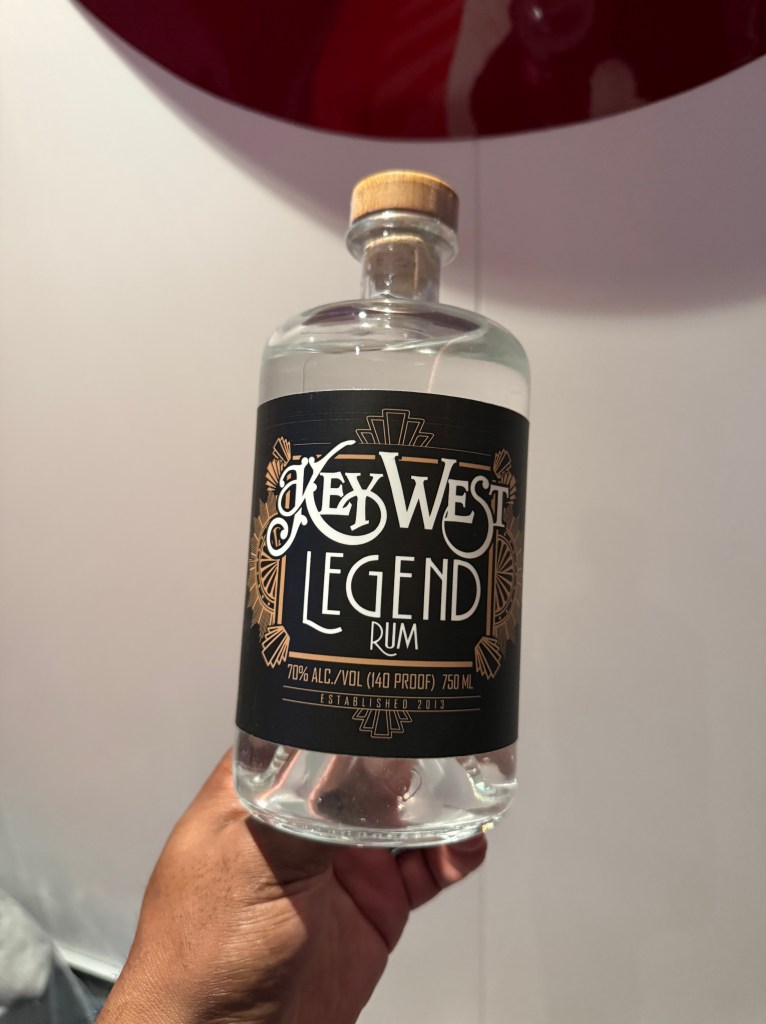 KEY WEST
LEGEND
RUM
70% ALC./VOL (140 PROOF) 750 ML
ESTABLISHED 2013